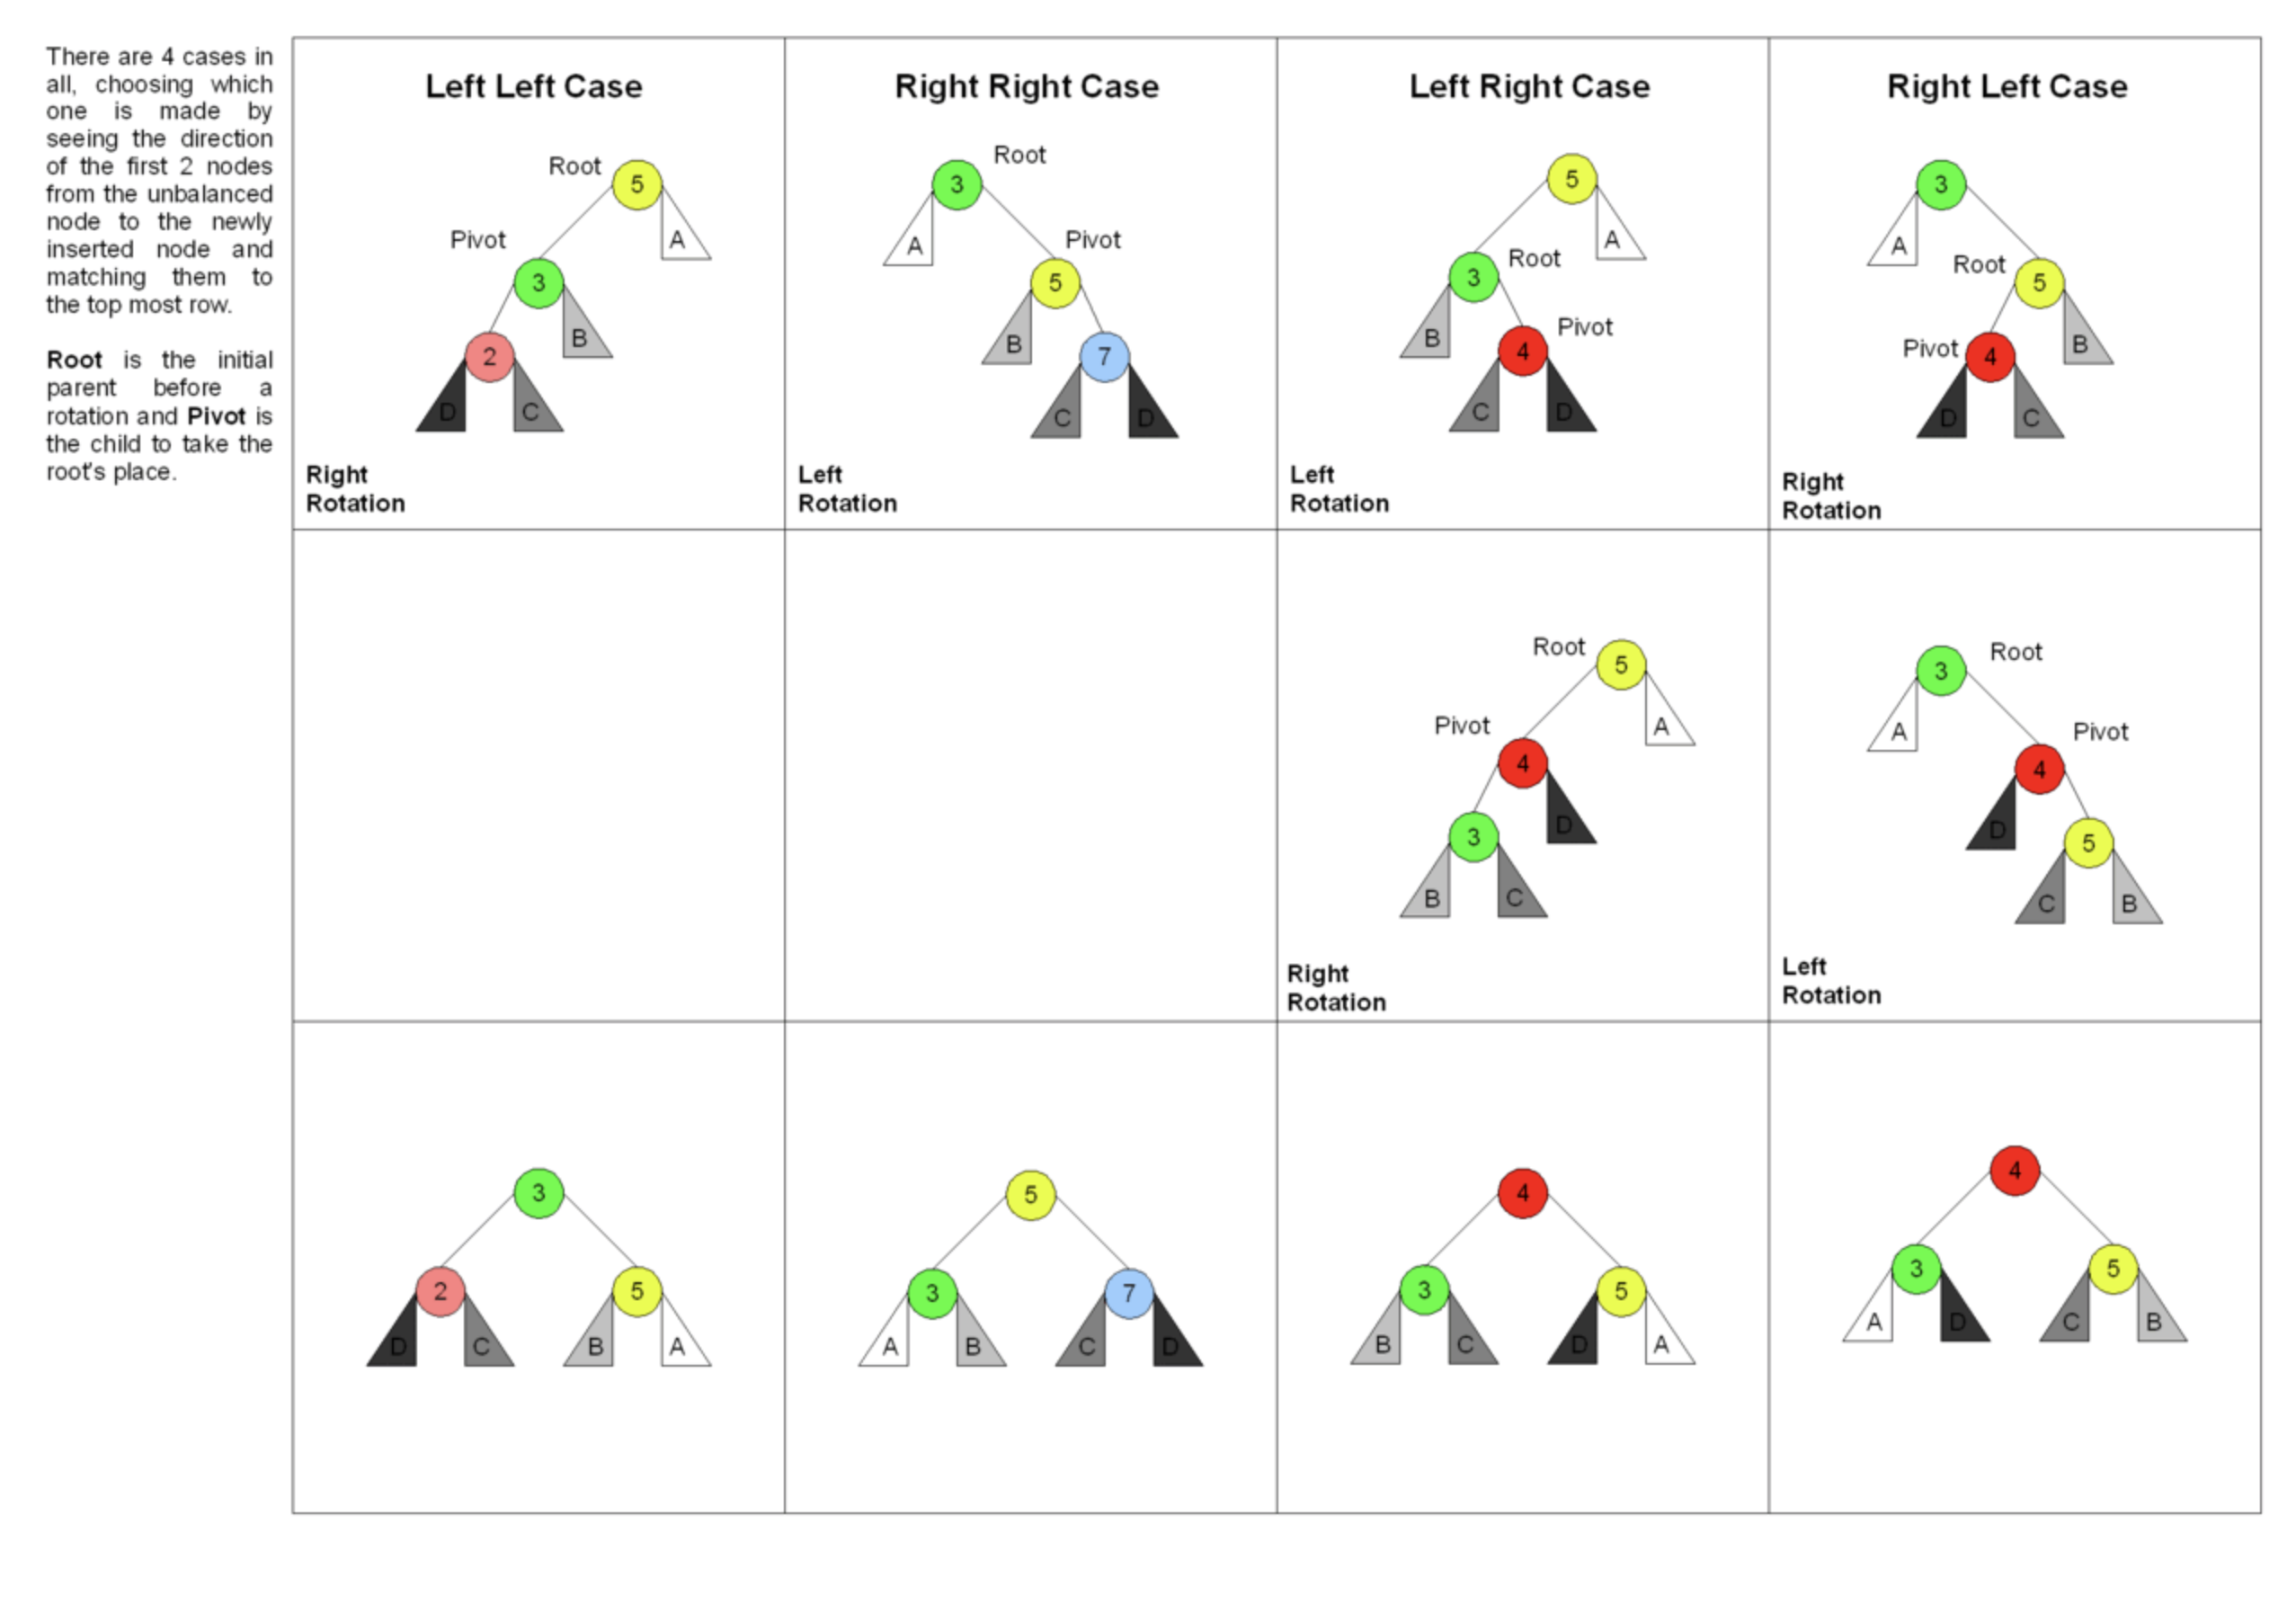 There are 4 cases in
all, choosing which
one is made by
seeing the direction
of the first 2 nodes
from the unbalanced
node to the newly
inserted node and
matching them to
the top most row.
Root is the initial
parent before a
rotation and Pivot is
the child to take the
root's place.
Left Left Case
Root
5
A
Pivot
3
B
2
D
C
Right
Rotation
Right Right Case
Root
3
A
Pivot
5
B
7
C
D
Left
Rotation
Left Right Case
5
A
Root
3
B
Pivot
4
C
D
Left
Rotation
Right Left Case
3
A
Root
5
B
Pivot
4
D
C
Right
Rotation
Root
5
A
Pivot
4
D
3
B
C
Right
Rotation
Root
3
A
Pivot
4
D
5
C
B
Left
Rotation
3
2
5
D
C
B
A
5
3
7
A
B
C
D
4
3
5
B
C
D
A
4
3
5
A
D
C
B